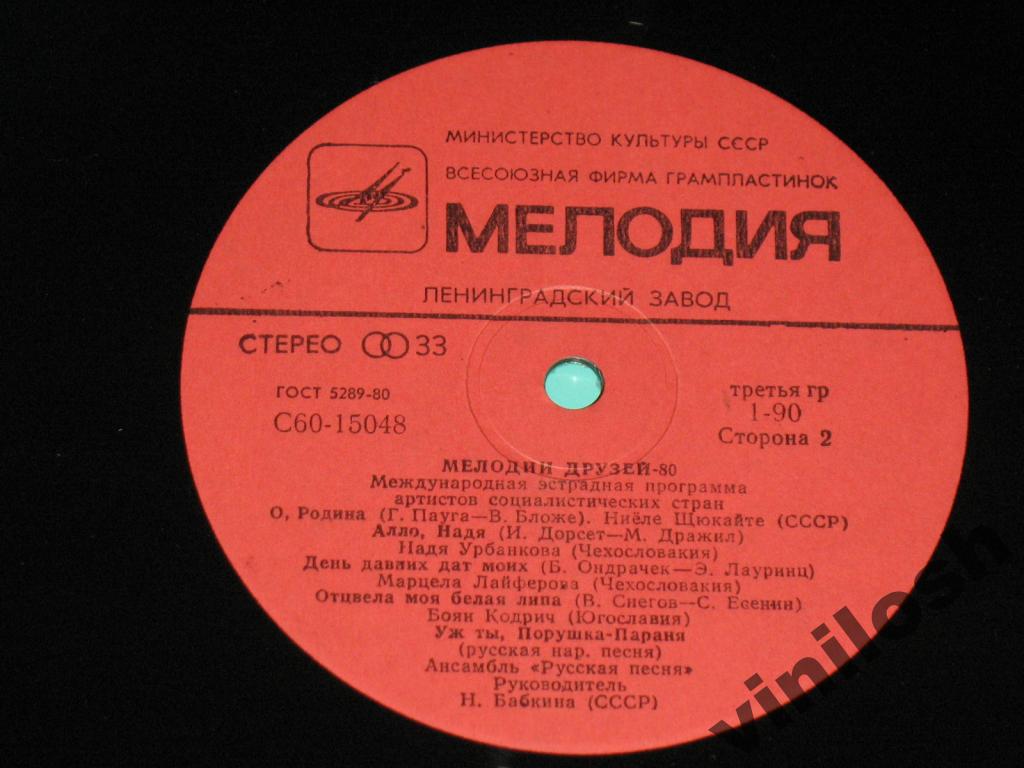 МИНИСТЕРСТВО КУЛЬТУРЫ СССР
ВСЕСОЮЗНАЯ ФИРМА ГРАМПЛАСТИНОК
МЕЛОДИЯ
ЛЕНИНГРАДСКИЙ ЗАВОД
СТЕРЕО 33
ГОСТ 5289-80
С60-15048
третья гр
1-90
Сторона 2
МЕЛОДИИ ДРУЗЕЙ-80
Международная эстрадная программа
артистов социалистических стран
О, Родина (Г. Пауга—В. Бложе). Ниёле Щюкайте (СССР)
Алло, Надя (И. Дорсет—М. Дражил)
Надя Урбанкова (Чехословакия)
День давних дат моих (Б. Ондрачек—Э. Лауринц)
Марцела Лайферова (Чехословакия)
Отцвела моя белая липа (В. Снегов—С. Есенин)
Боян Кодрич (Югославия)
Уж ты, Порушка-Параня
(русская нар. песня)
Ансамбль «Русская песня»
Руководитель
Н. Бабкина (СССР)
vinilosh